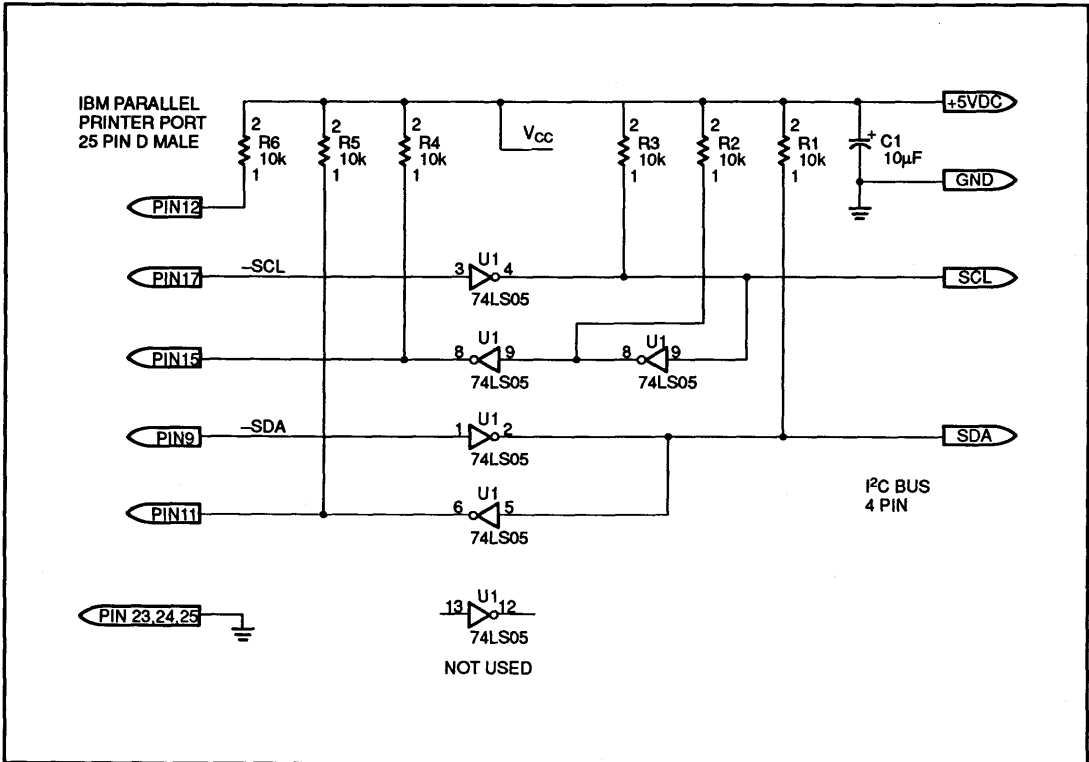 IBM PARALLEL
PRINTER PORT
25 PIN D MALE
+5VDC
VCC
2
R6
10k
1
2
R5
10k
1
2
R4
10k
1
2
R3
10k
1
2
R2
10k
1
2
R1
10k
1
+
C1
10µF
GND
PIN12
PIN17
–SCL
U1
3 4
74LS05
SCL
PIN15
U1
8 9
74LS05
U1
8 9
74LS05
PIN9
–SDA
U1
1 2
74LS05
SDA
PIN11
U1
6 5
74LS05
I²C BUS
4 PIN
PIN 23,24,25
U1
13 12
74LS05
NOT USED